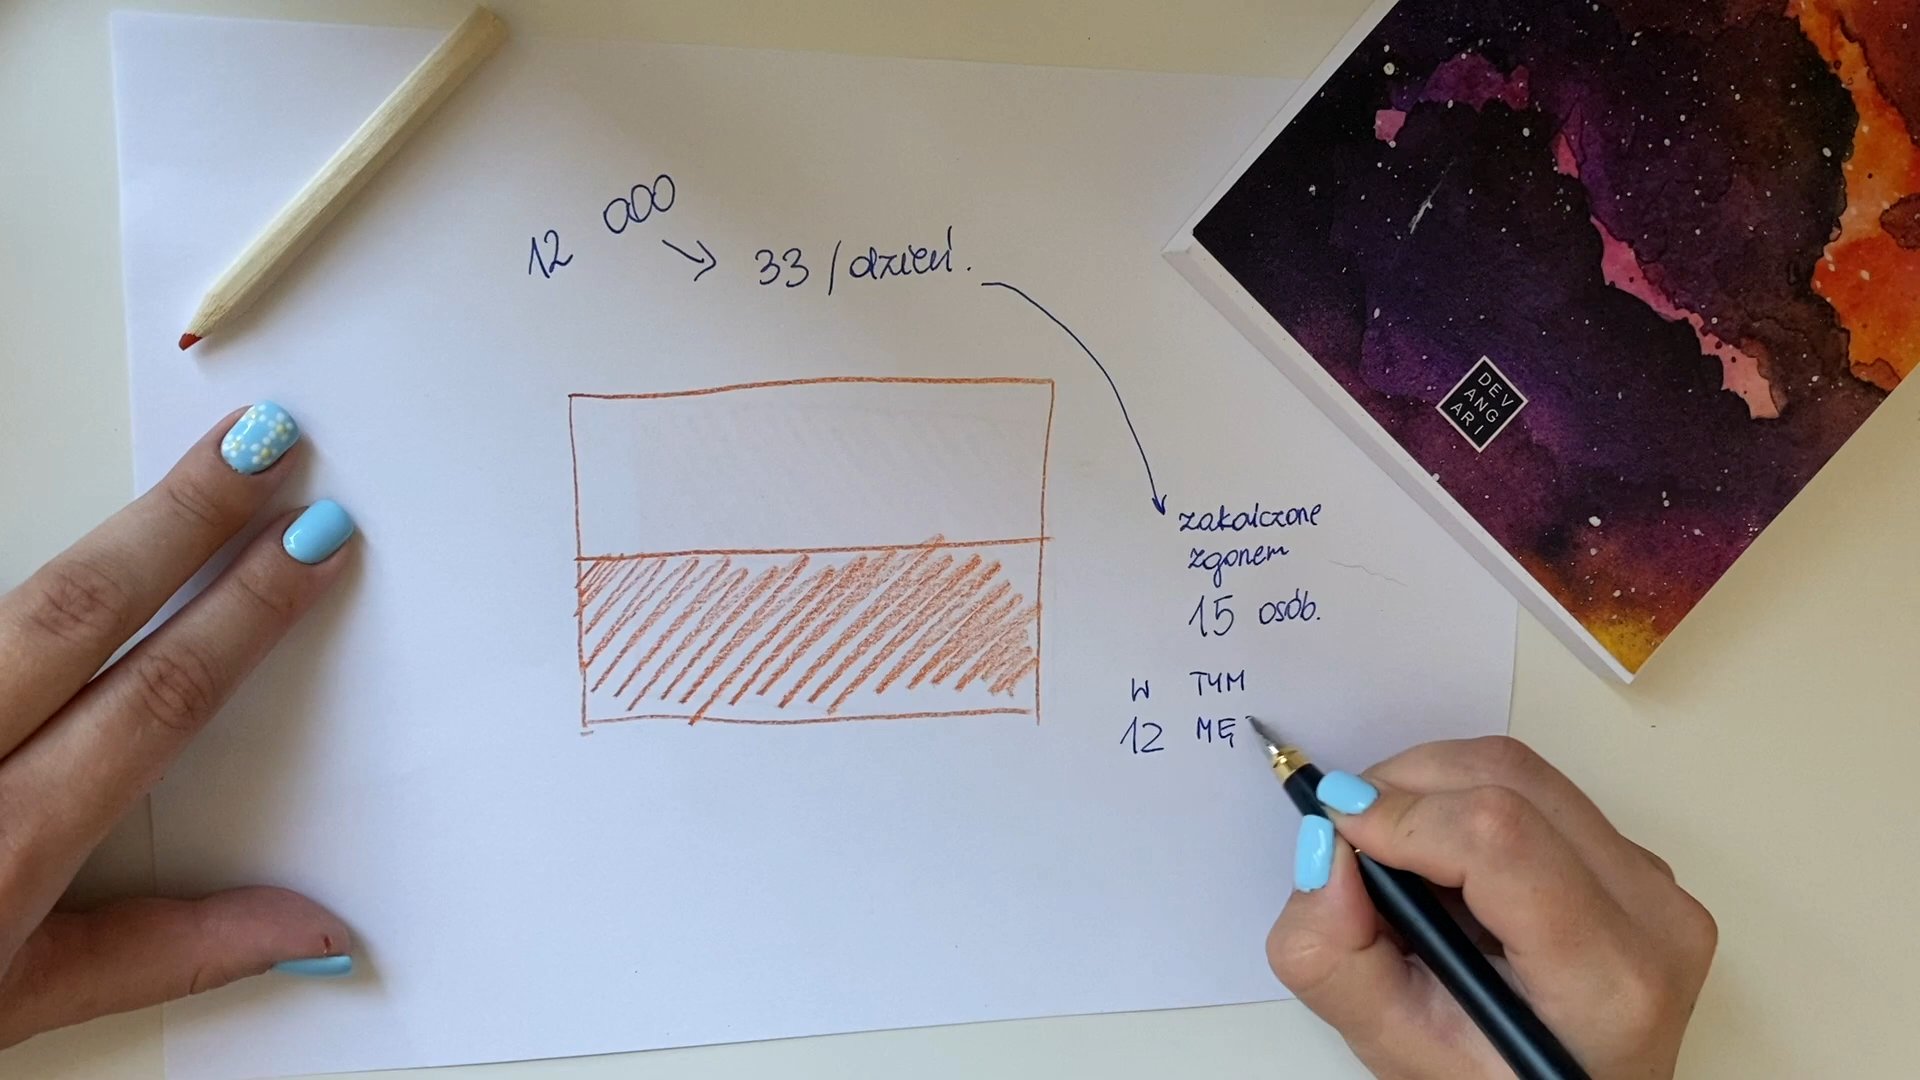 12 000
33 / dzień.
zakończone
zgonem
15 osób.
W TYM
12 MĘ
DEV
ANG
ARI